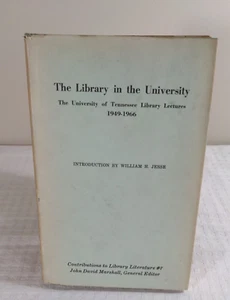 The Library in the University
The University of Tennessee Library Lectures
1949-1966
INTRODUCTION BY WILLIAM H. JESSE
Contributions to Library Literature #7
John David Marshall, General Editor